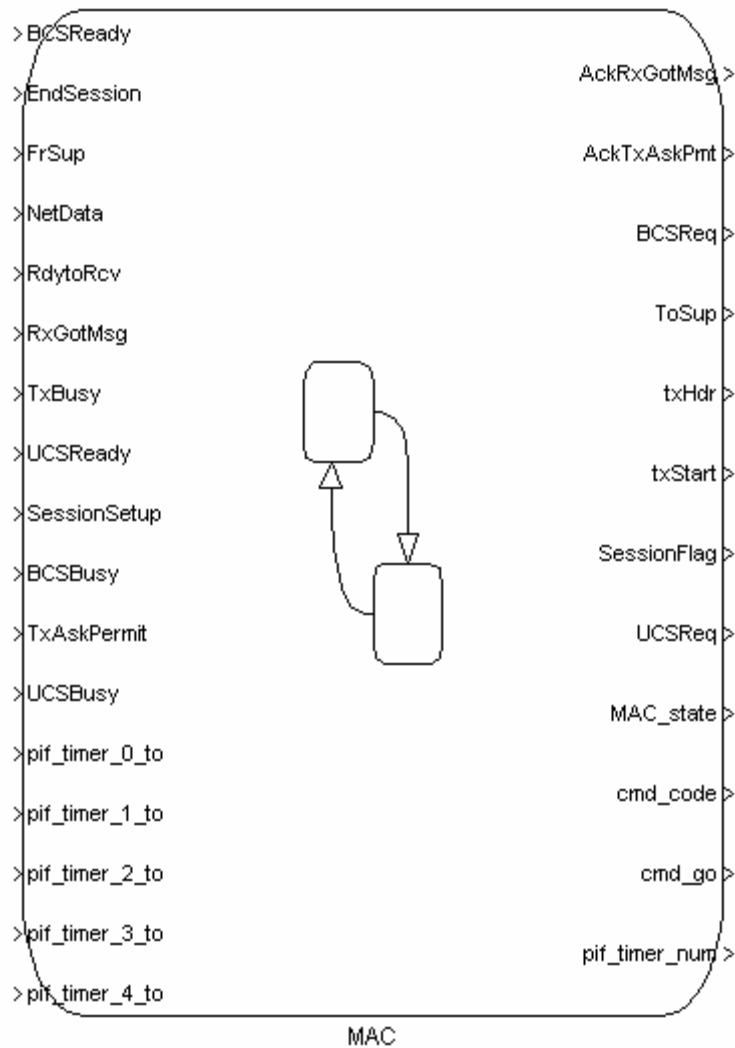 BCSReady
EndSession
FrSup
NetData
RdytoRcv
RxGotMsg
TxBusy
UCSReady
SessionSetup
BCSBusy
TxAskPermit
UCSBusy
pif_timer_0_to
pif_timer_1_to
pif_timer_2_to
pif_timer_3_to
pif_timer_4_to
AckRxGotMsg
AckTxAskPmt
BCSReq
ToSup
txHdr
txStart
SessionFlag
UCSReq
MAC_state
cmd_code
cmd_go
pif_timer_num
MAC